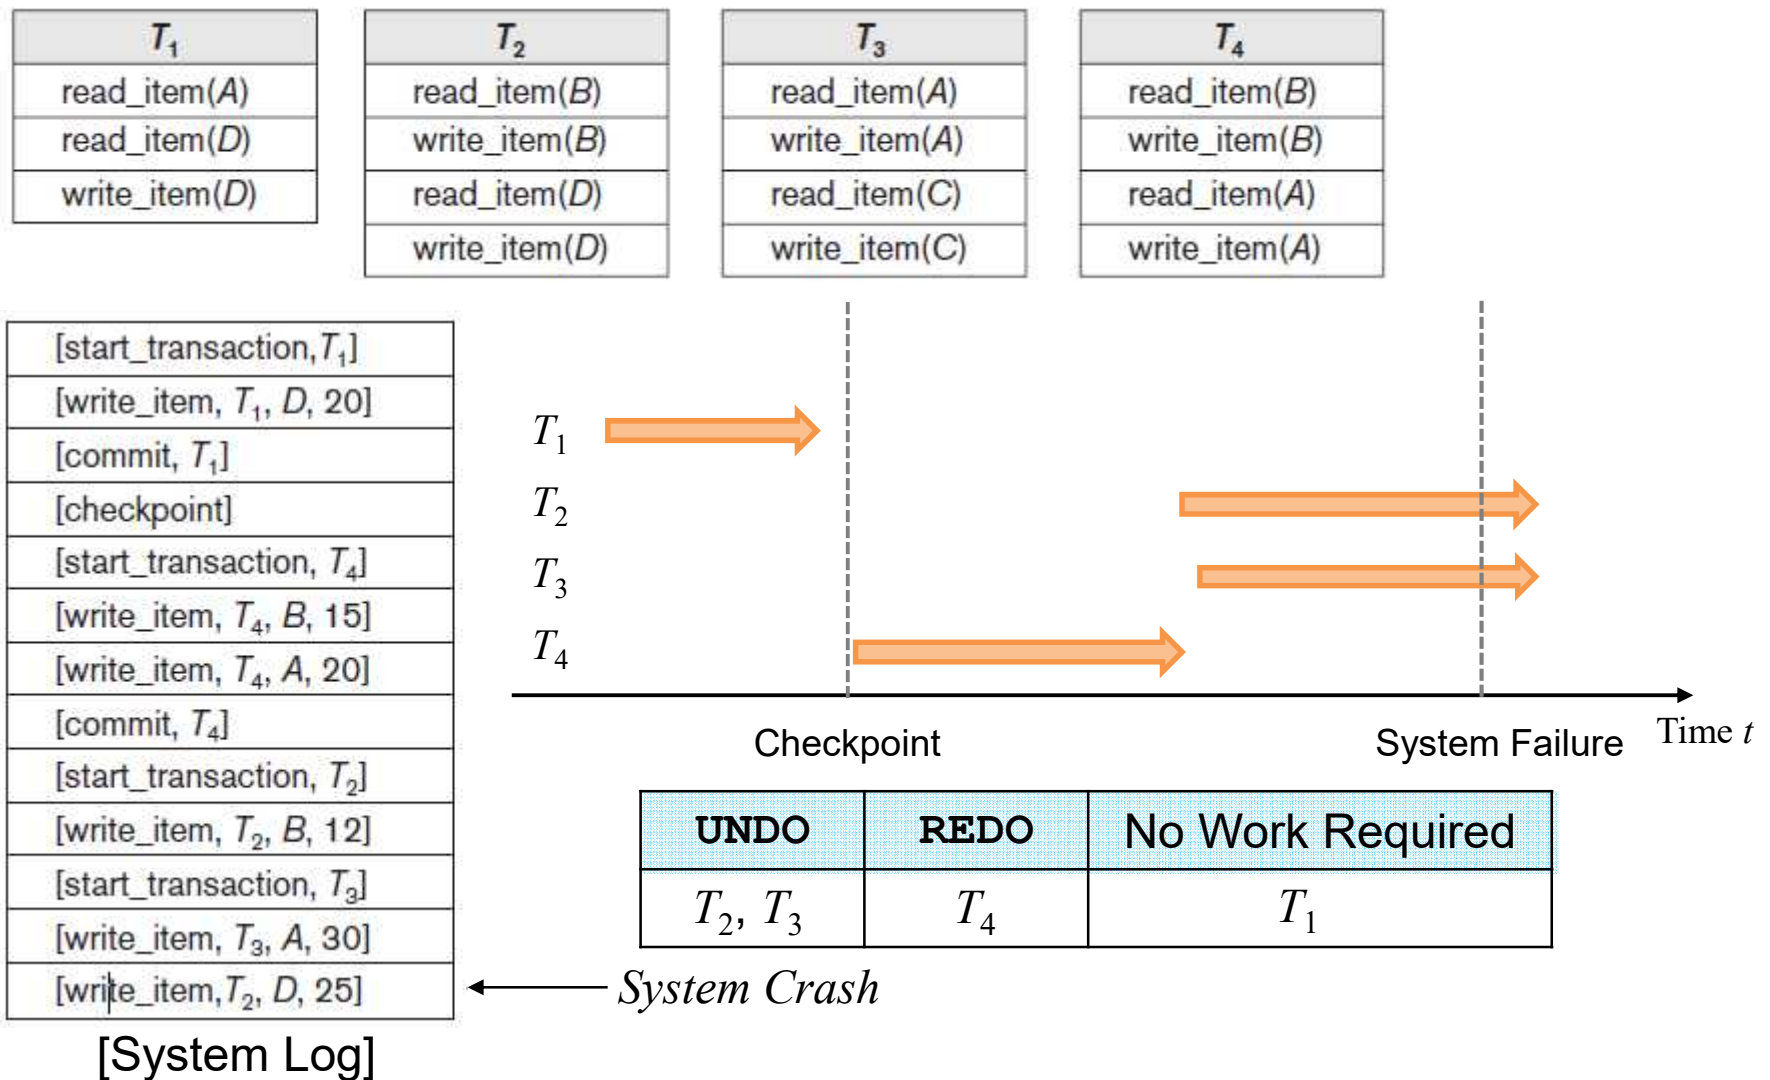 T1
read_item(A)
read_item(D)
write_item(D)
T2
read_item(B)
write_item(B)
read_item(D)
write_item(D)
T3
read_item(A)
write_item(A)
read_item(C)
write_item(C)
T4
read_item(B)
write_item(B)
read_item(A)
write_item(A)
[start_transaction,T1]
[write_item, T1, D, 20]
[commit, T1]
[checkpoint]
[start_transaction, T4]
[write_item, T4, B, 15]
[write_item, T4, A, 20]
[commit, T4]
[start_transaction, T2]
[write_item, T2, B, 12]
[start_transaction, T3]
[write_item, T3, A, 30]
[write_item,T2, D, 25]
[System Log]
T1
T2
T3
T4
Checkpoint
System Failure
Time t
UNDO REDO No Work Required
T2, T3 T4 T1
System Crash